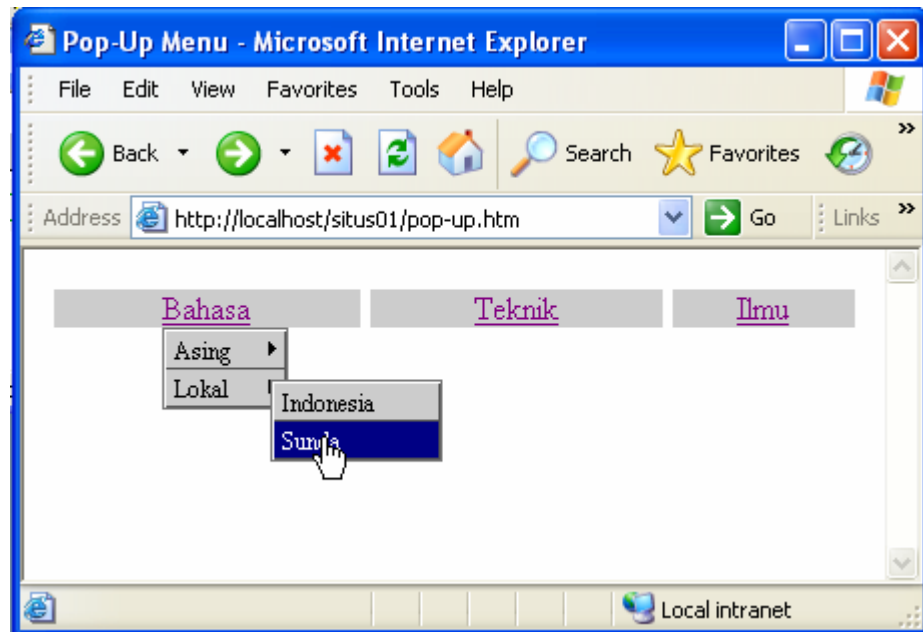 Pop-Up Menu - Microsoft Internet Explorer
File Edit View Favorites Tools Help
Back Search Favorites »
Address http://localhost/situs01/pop-up.htm Go Links »
Bahasa Teknik Ilmu
Asing
Lokal
Indonesia
Sunda
Local intranet